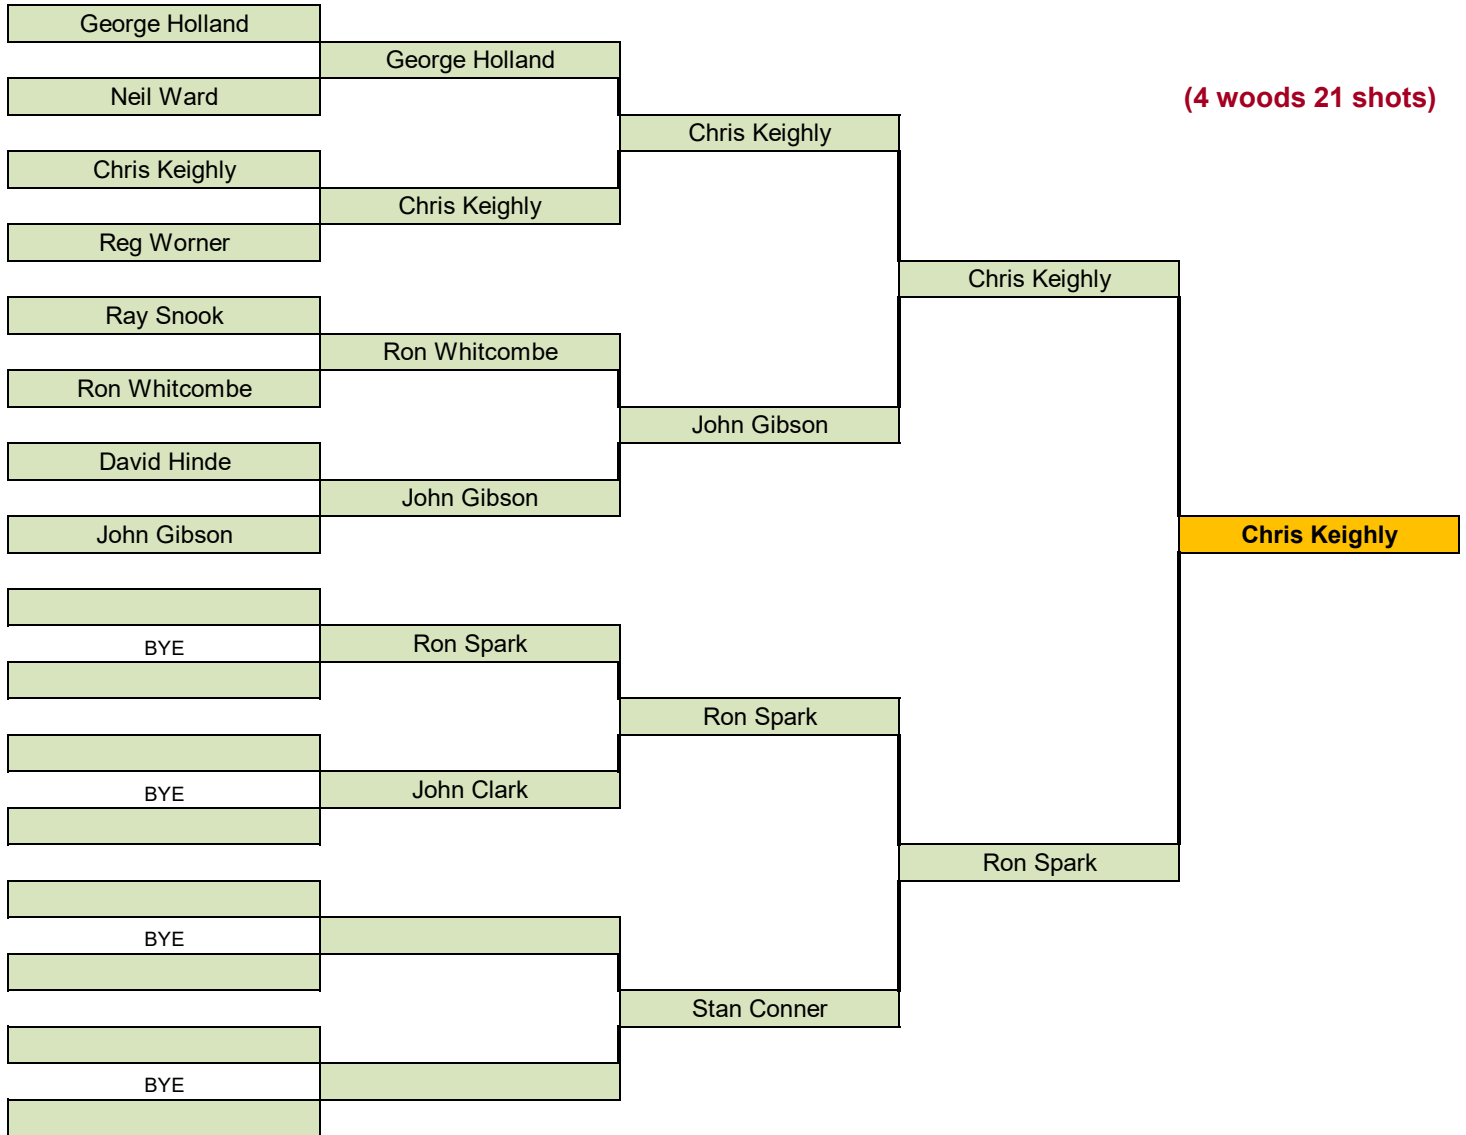 George Holland
George Holland
Neil Ward
(4 woods 21 shots)
Chris Keighly
Chris Keighly
Chris Keighly
Reg Worner
Chris Keighly
Ray Snook
Ron Whitcombe
Ron Whitcombe
John Gibson
David Hinde
John Gibson
John Gibson
Chris Keighly
BYE
Ron Spark
Ron Spark
BYE
John Clark
Ron Spark
BYE
Stan Conner
BYE